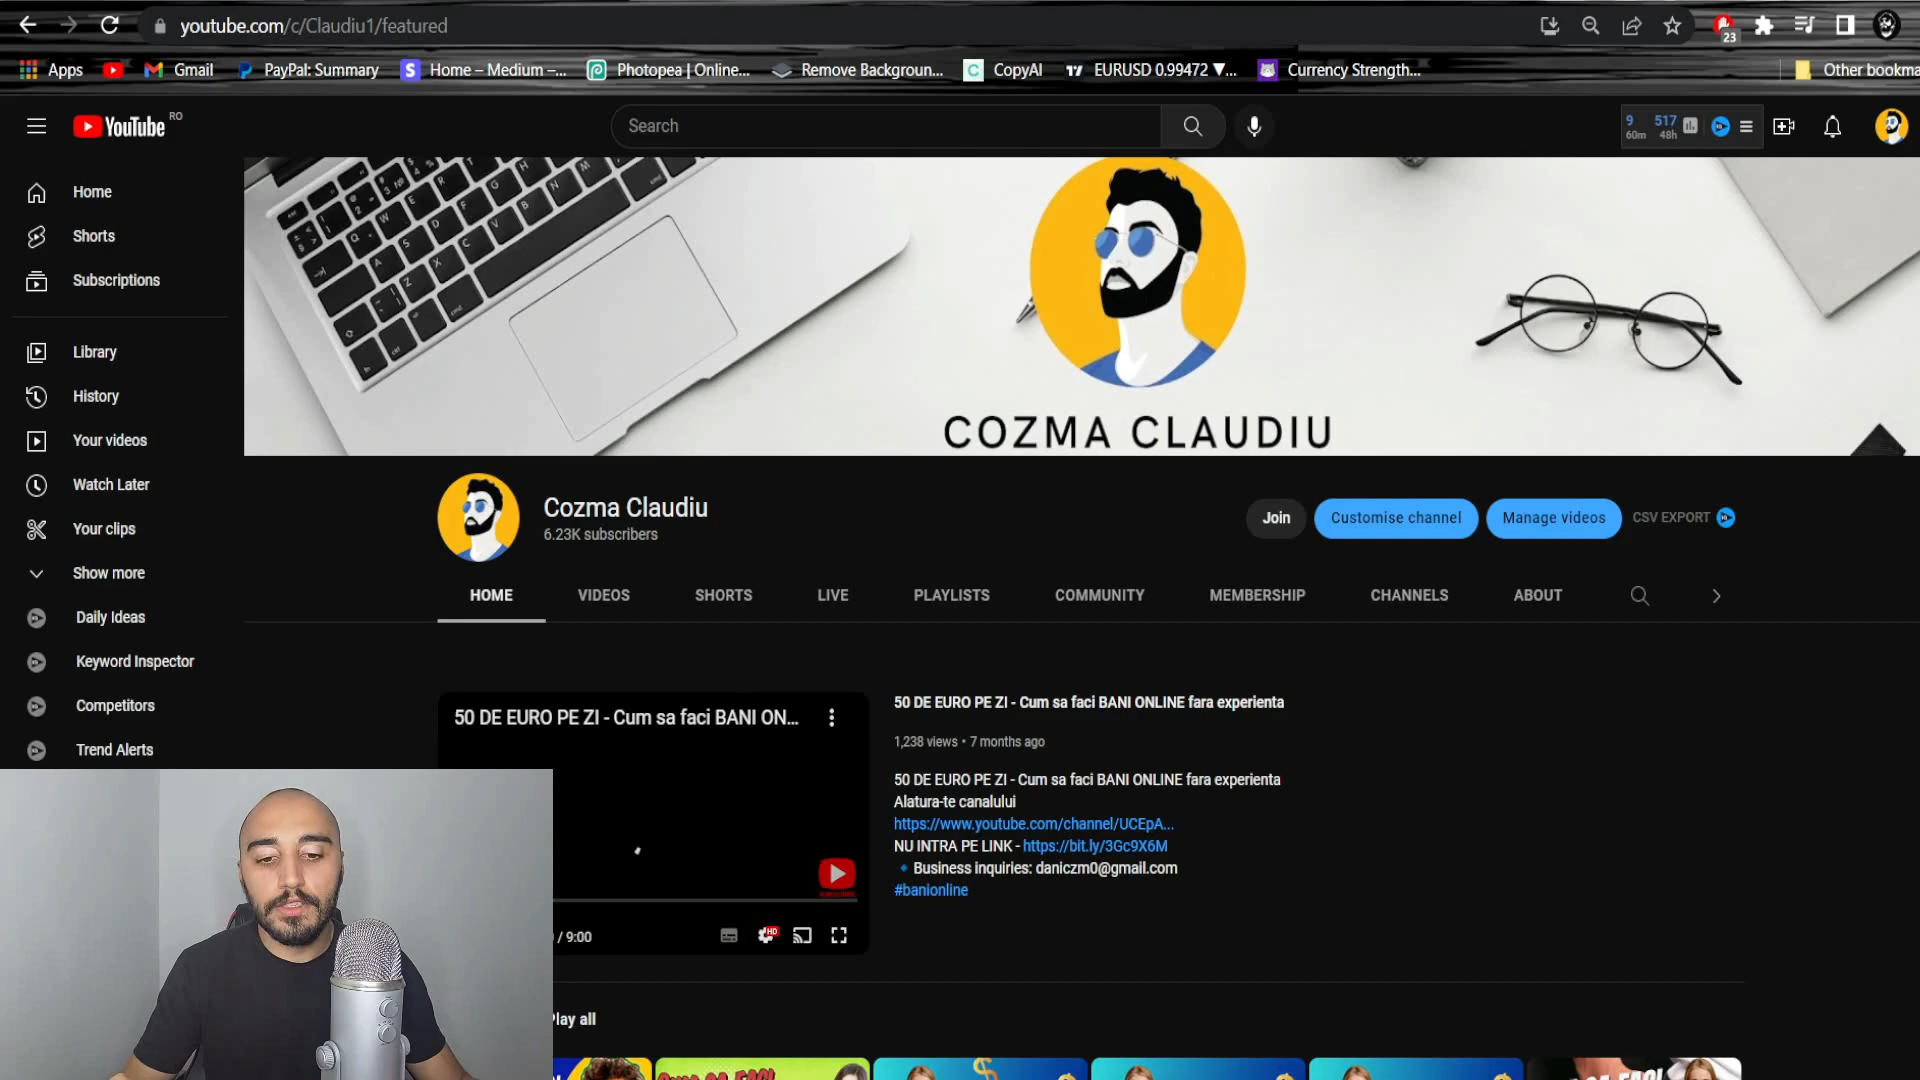 youtube.com/c/Claudiu1/featured
23
Apps
Gmail
PayPal: Summary
Home – Medium –...
Photopea | Online...
Remove Backgroun...
CopyAI
EURUSD 0.99472 ▼...
Currency Strength...
Other bookma
YouTube RO
Search
9 517
60m 48h
Home
Shorts
Subscriptions
Library
History
Your videos
Watch Later
Your clips
Show more
Daily Ideas
Keyword Inspector
Competitors
Trend Alerts
COZMA CLAUDIU
Cozma Claudiu
6.23K subscribers
Join
Customise channel
Manage videos
CSV EXPORT
HOME
VIDEOS
SHORTS
LIVE
PLAYLISTS
COMMUNITY
MEMBERSHIP
CHANNELS
ABOUT
50 DE EURO PE ZI - Cum sa faci BANI ON...
/ 9:00
HD
50 DE EURO PE ZI - Cum sa faci BANI ONLINE fara experienta
1,238 views • 7 months ago
50 DE EURO PE ZI - Cum sa faci BANI ONLINE fara experienta
Alatura-te canalului
https://www.youtube.com/channel/UCEpA...
NU INTRA PE LINK - https://bit.ly/3Gc9X6M
🔹Business inquiries: daniczm0@gmail.com
#banionline
Play all